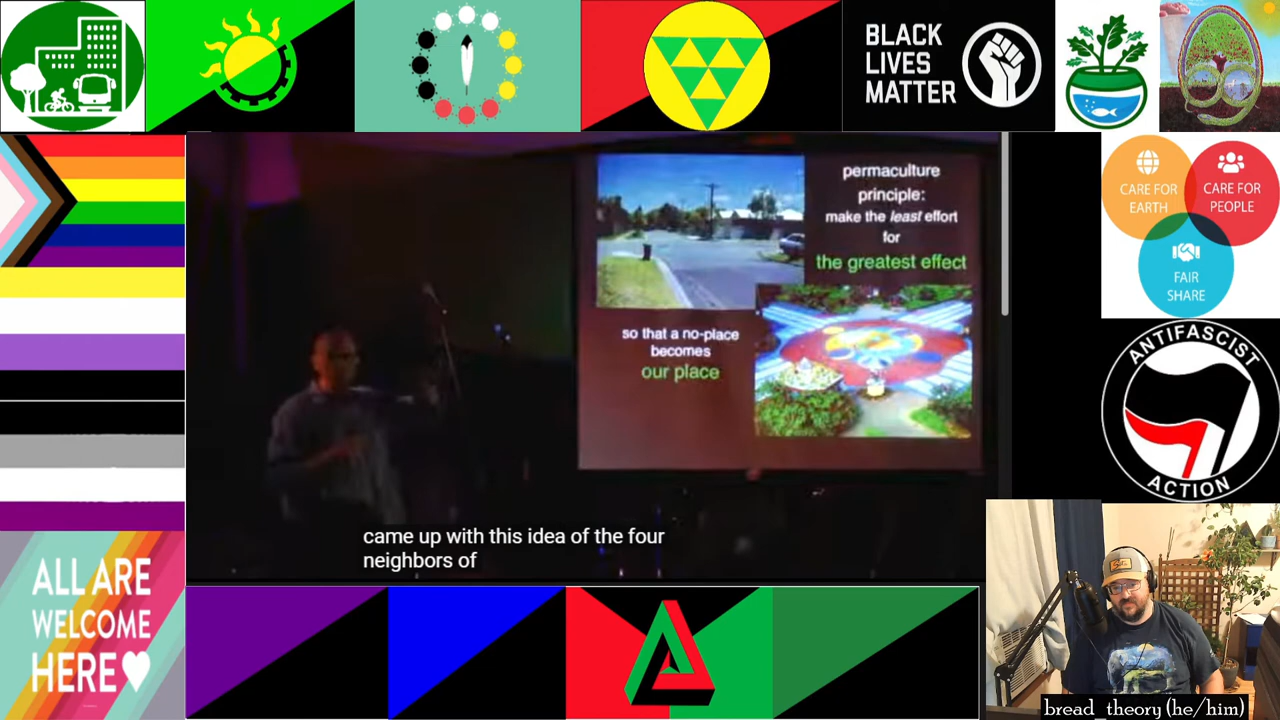 BLACK
LIVES
MATTER
permaculture
principle:
make the least effort
for
the greatest effect
so that a no-place
becomes
our place
CARE FOR
EARTH
CARE FOR
PEOPLE
FAIR
SHARE
ANTIFASCIST
ACTION
came up with this idea of the four
neighbors of
ALL ARE
WELCOME
HERE
bread_theory (he/him)